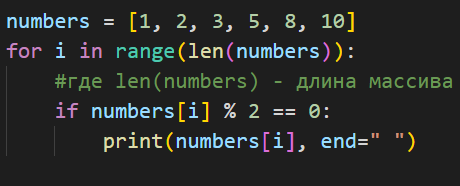 numbers = [1, 2, 3, 5, 8, 10]
for i in range(len(numbers)):
    #где len(numbers) - длина массива
    if numbers[i] % 2 == 0:
        print(numbers[i], end=" ")